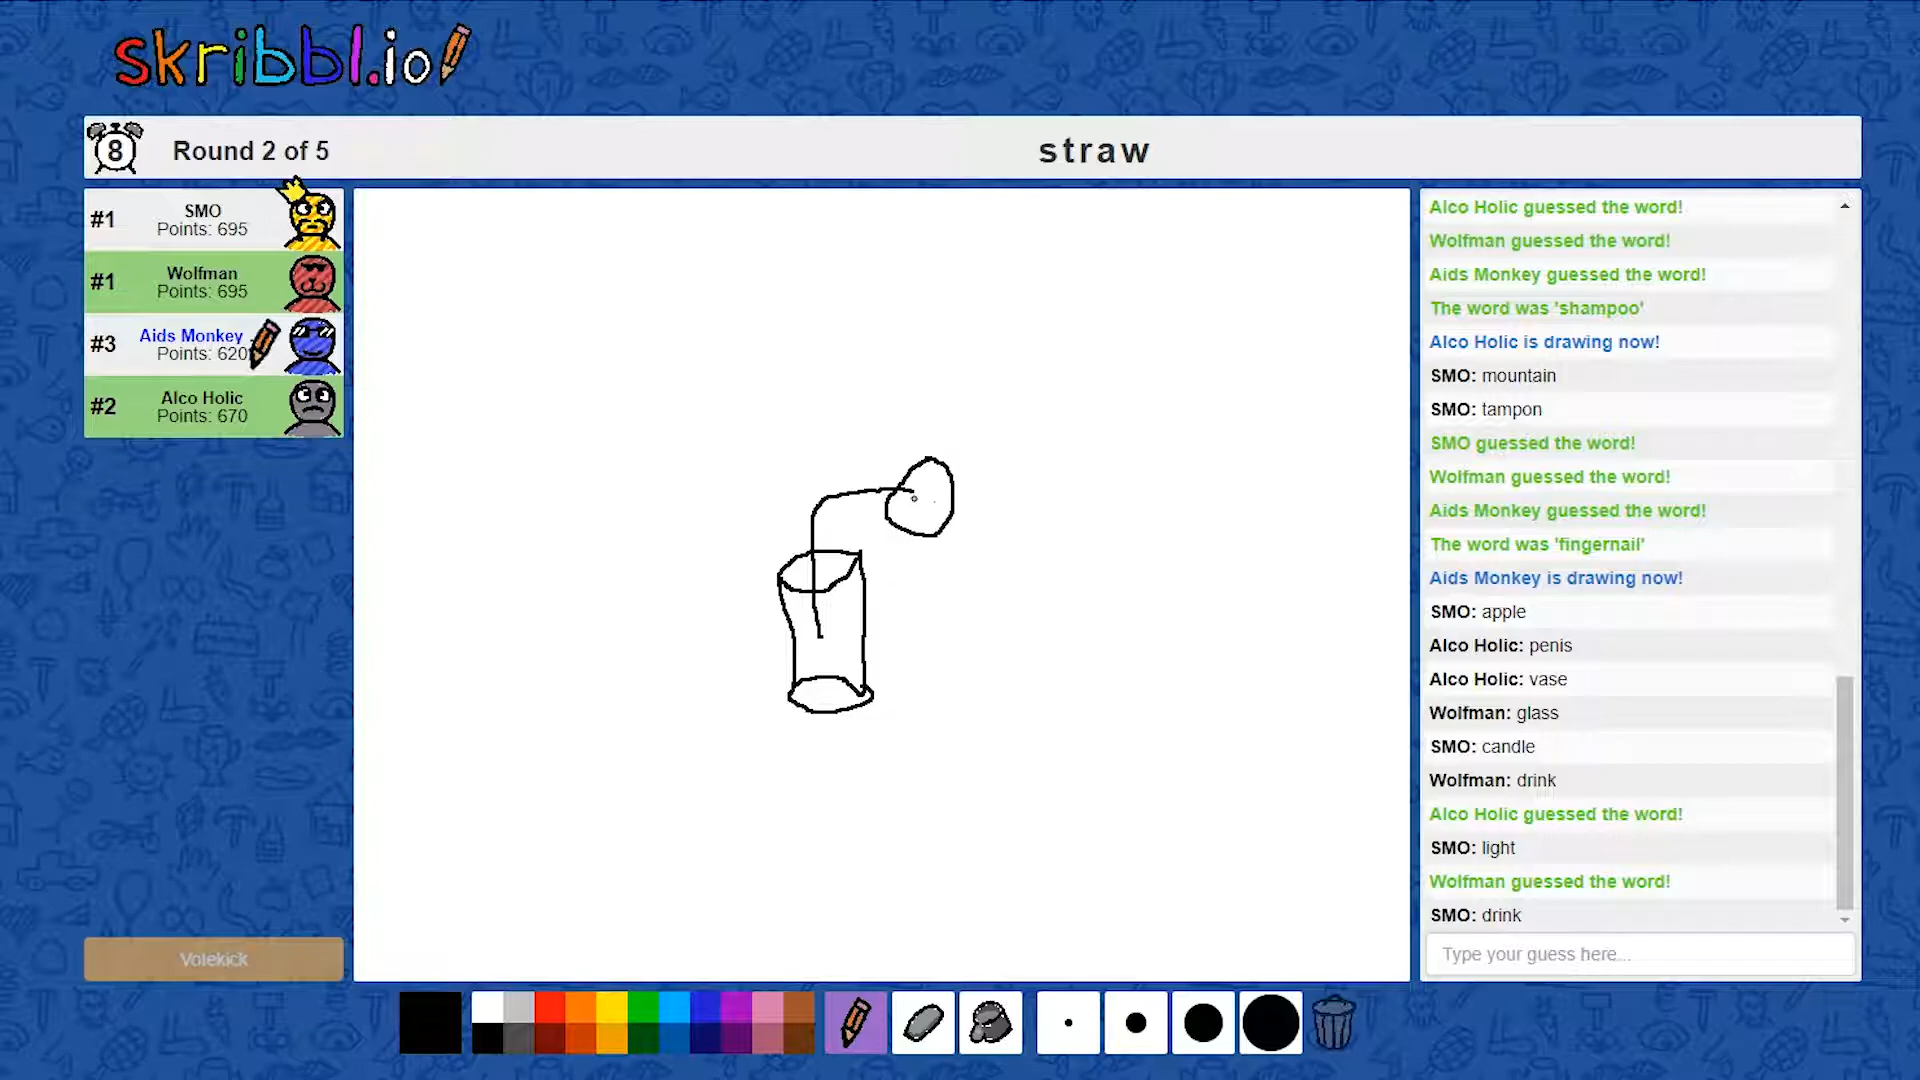 skribbl.io
8
Round 2 of 5
straw
#1
SMO
Points: 695
#1
Wolfman
Points: 695
#3
Aids Monkey
Points: 620
#2
Alco Holic
Points: 670
Votekick
Alco Holic guessed the word!
Wolfman guessed the word!
Aids Monkey guessed the word!
The word was 'shampoo'
Alco Holic is drawing now!
SMO: mountain
SMO: tampon
SMO guessed the word!
Wolfman guessed the word!
Aids Monkey guessed the word!
The word was 'fingernail'
Aids Monkey is drawing now!
SMO: apple
Alco Holic: penis
Alco Holic: vase
Wolfman: glass
SMO: candle
Wolfman: drink
Alco Holic guessed the word!
SMO: light
Wolfman guessed the word!
SMO: drink
Type your guess here...